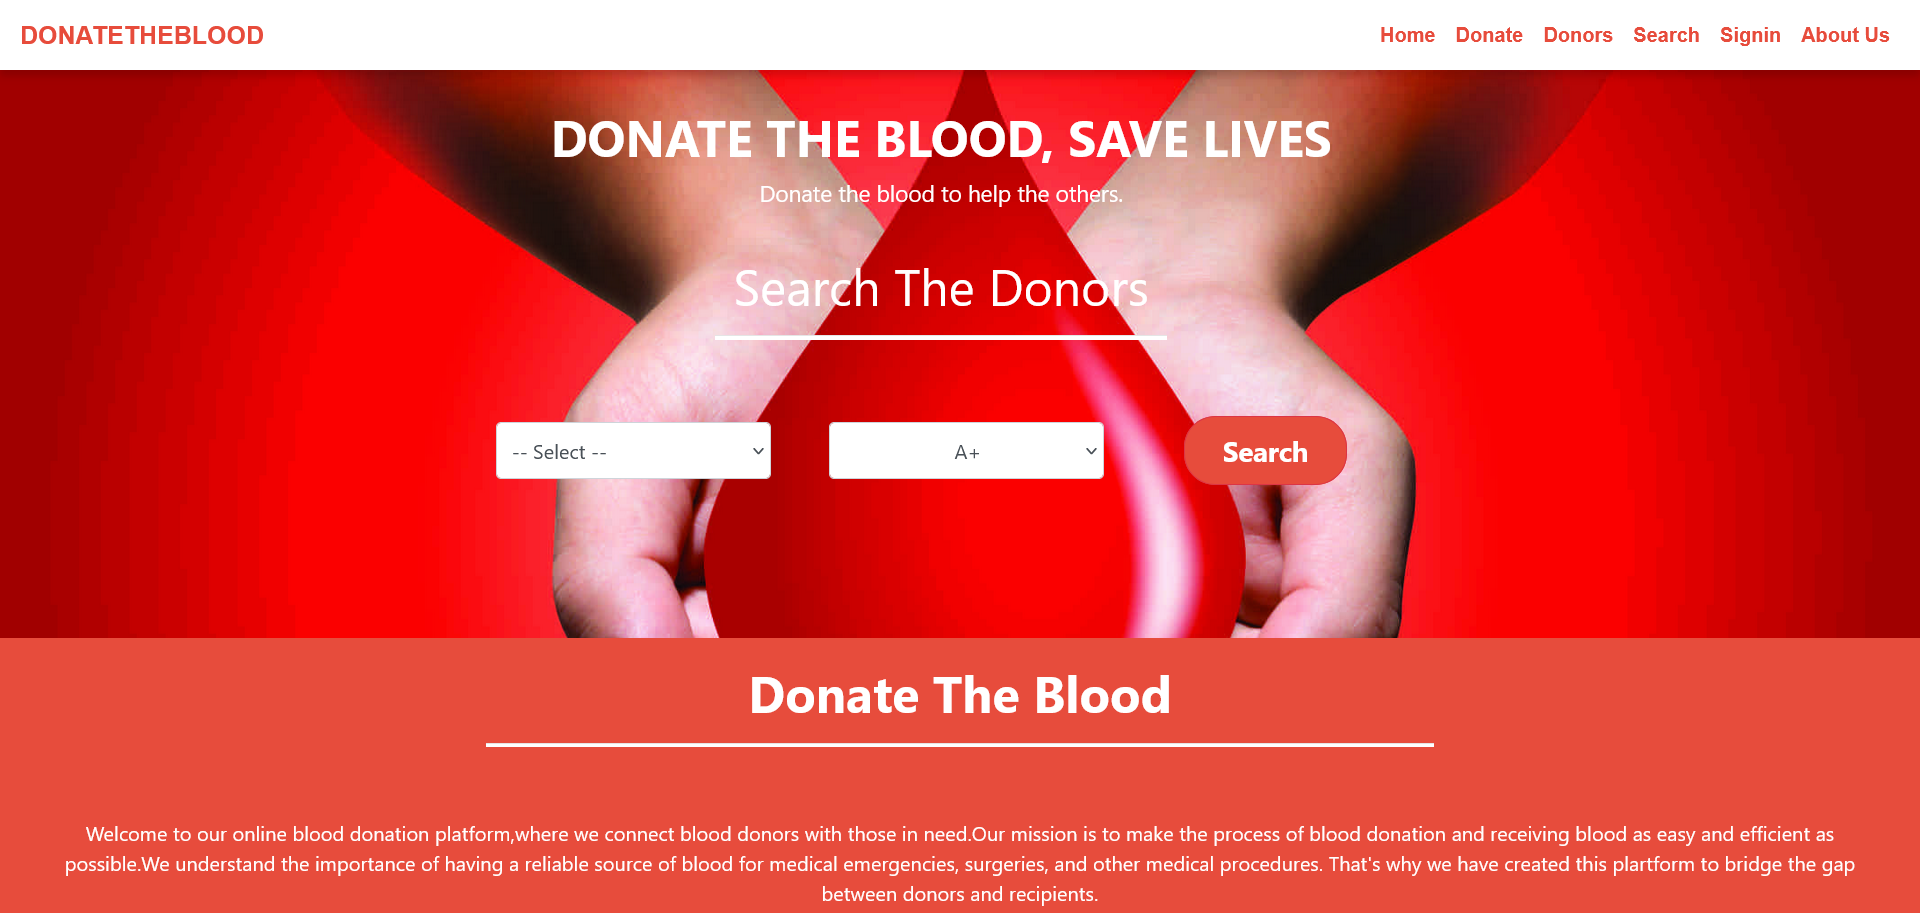 DONATETHEBLOOD
Home Donate Donors Search Signin About Us
DONATE THE BLOOD, SAVE LIVES
Donate the blood to help the others.
Search The Donors
-- Select --
A+
Search
Donate The Blood
Welcome to our online blood donation platform,where we connect blood donors with those in need.Our mission is to make the process of blood donation and receiving blood as easy and efficient as
possible.We understand the importance of having a reliable source of blood for medical emergencies, surgeries, and other medical procedures. That's why we have created this plartform to bridge the gap
between donors and recipients.